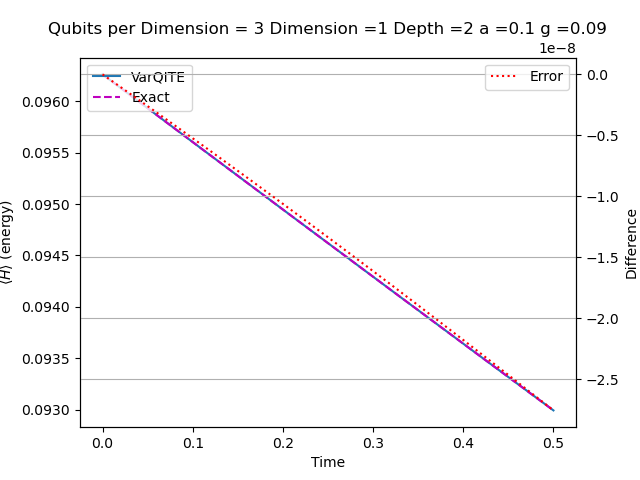 Qubits per Dimension = 3 Dimension =1 Depth =2 a =0.1 g =0.09
1e−8
VarQITE
Exact
Error
0.0960
0.0955
0.0950
0.0945
0.0940
0.0935
0.0930
⟨H⟩ (energy)
0.0
−0.5
−1.0
−1.5
−2.0
−2.5
Difference
0.0 0.1 0.2 0.3 0.4 0.5
Time